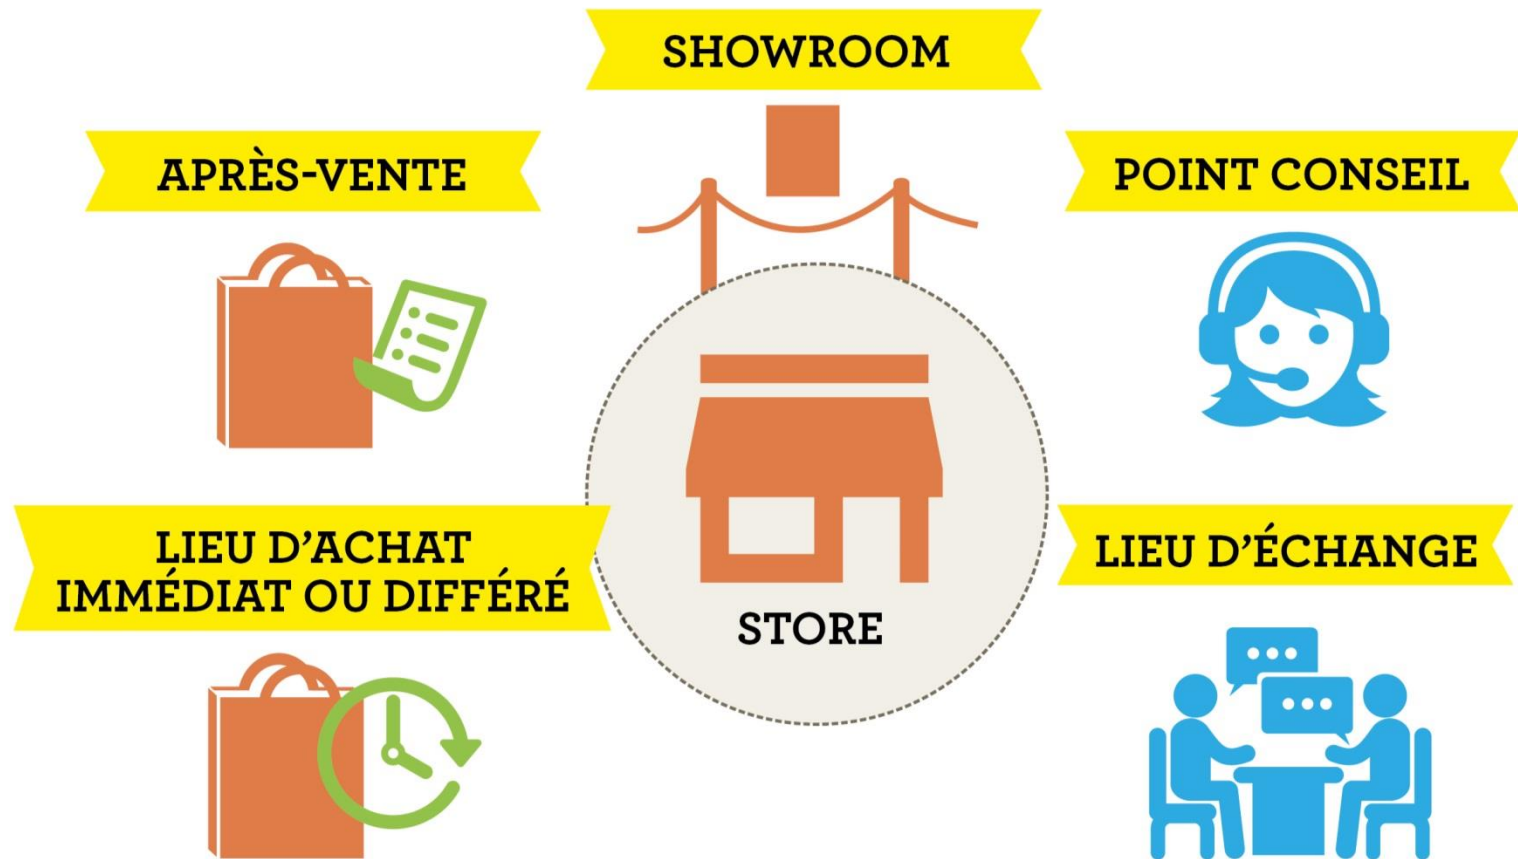 SHOWROOM
APRÈS-VENTE
POINT CONSEIL
LIEU D’ACHAT
IMMÉDIAT OU DIFFÉRÉ
LIEU D’ÉCHANGE
STORE